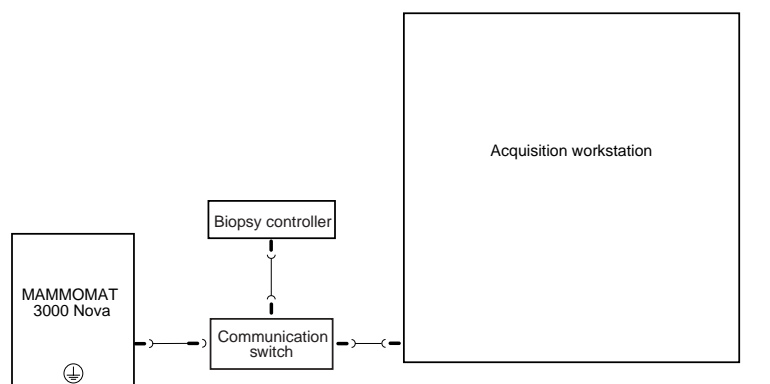 Acquisition workstation
Biopsy controller
MAMMOMAT
3000 Nova
Communication
switch